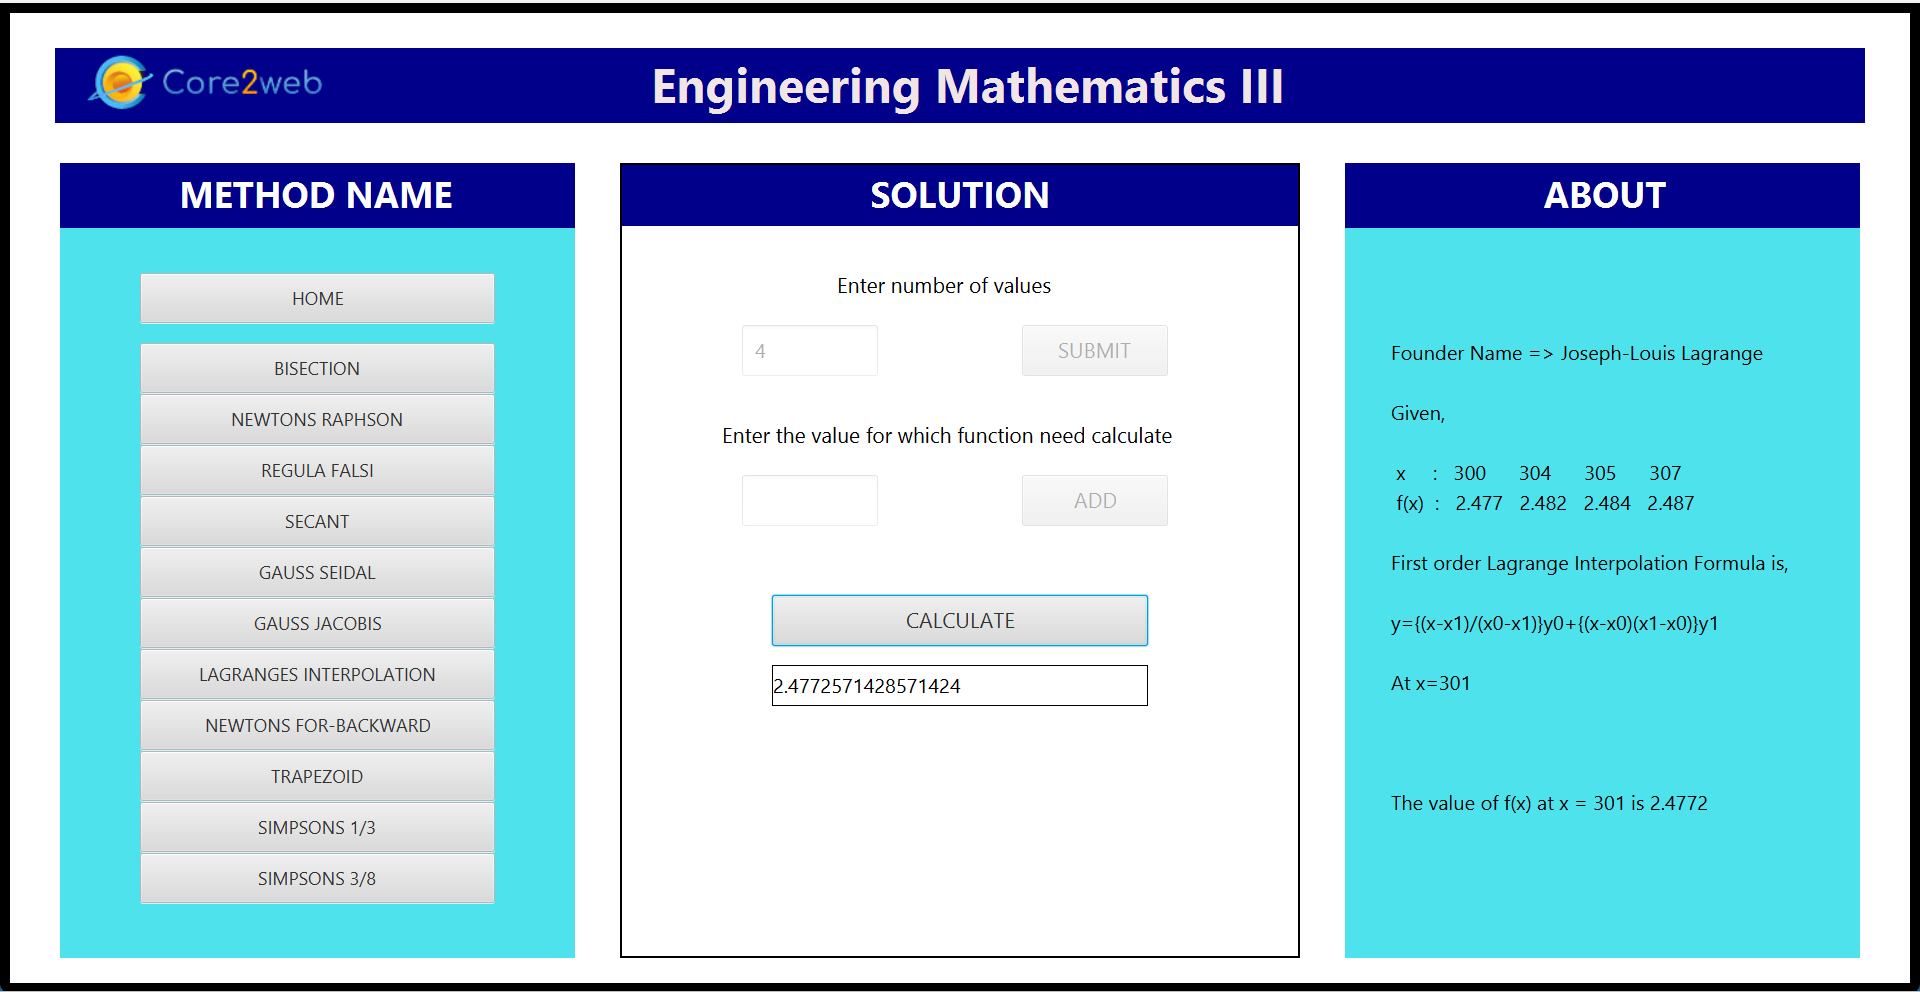 Core2web
Engineering Mathematics III
METHOD NAME
HOME
BISECTION
NEWTONS RAPHSON
REGULA FALSI
SECANT
GAUSS SEIDAL
GAUSS JACOBIS
LAGRANGES INTERPOLATION
NEWTONS FOR-BACKWARD
TRAPEZOID
SIMPSONS 1/3
SIMPSONS 3/8
SOLUTION
Enter number of values
4 SUBMIT
Enter the value for which function need calculate
ADD
CALCULATE
2.4772571428571424
ABOUT
Founder Name => Joseph-Louis Lagrange
Given,
x : 300 304 305 307
f(x) : 2.477 2.482 2.484 2.487
First order Lagrange Interpolation Formula is,
y={(x-x1)/(x0-x1)}y0+{(x-x0)(x1-x0)}y1
At x=301
The value of f(x) at x = 301 is 2.4772